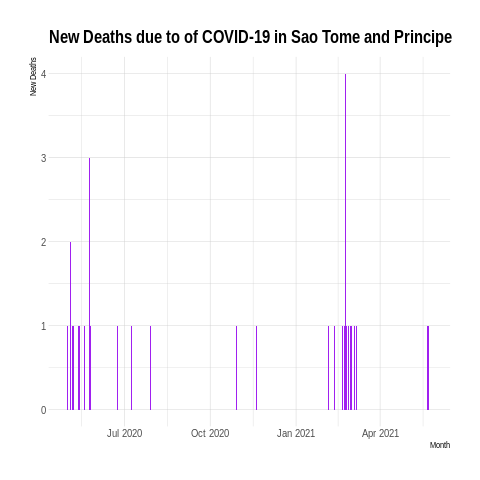 New Deaths due to of COVID-19 in Sao Tome and Principe
New Deaths
4
3
2
1
0
Jul 2020 Oct 2020 Jan 2021 Apr 2021
Month